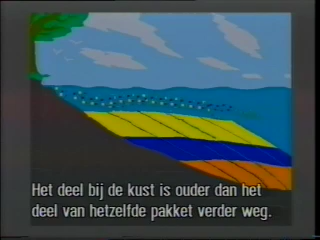 Het deel bij de kust is ouder dan het
deel van hetzelfde pakket verder weg.